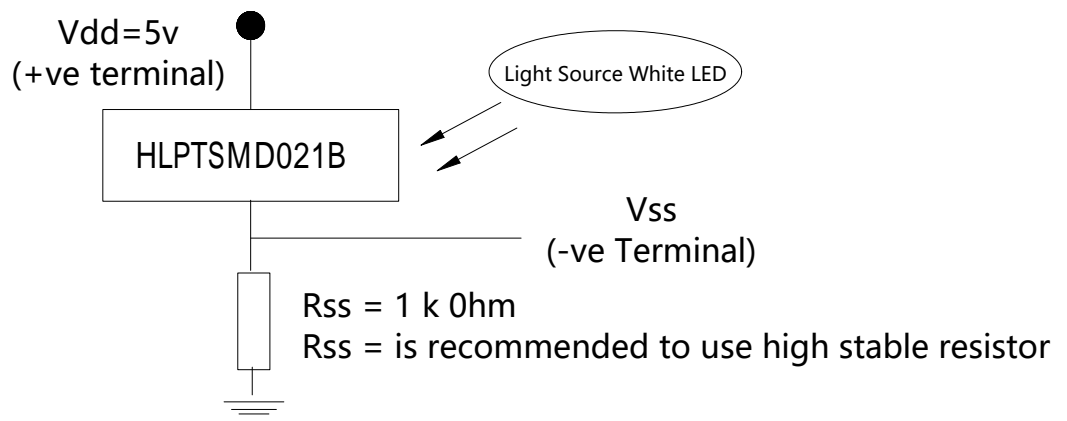 Vdd=5v
(+ve terminal)
Light Source White LED
HLPTSMD021B
Vss
(-ve Terminal)
Rss = 1 k 0hm
Rss = is recommended to use high stable resistor